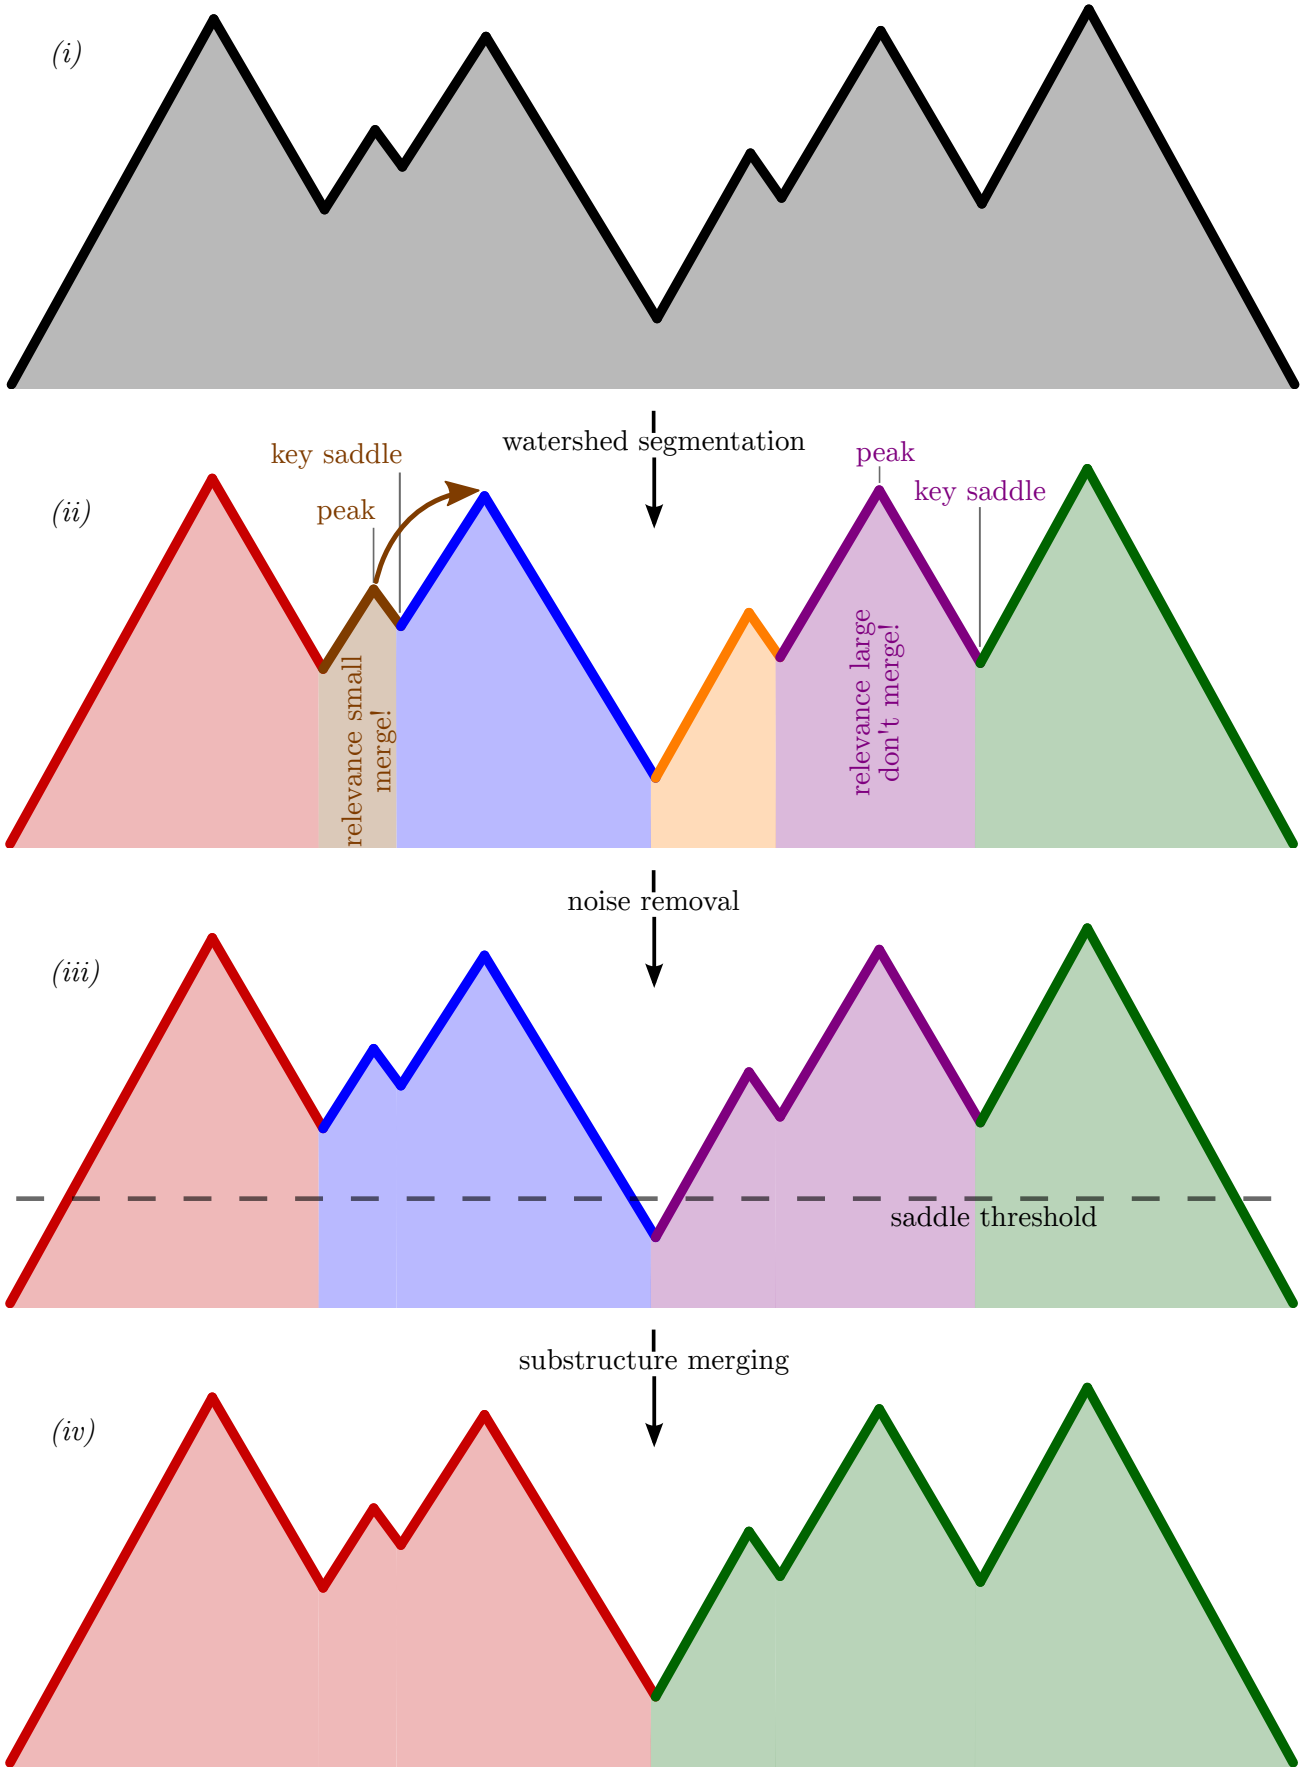 (i)
watershed segmentation
key saddle
peak
peak
key saddle
(ii)
relevance small
merge!
relevance large
don't merge!
noise removal
(iii)
saddle threshold
substructure merging
(iv)